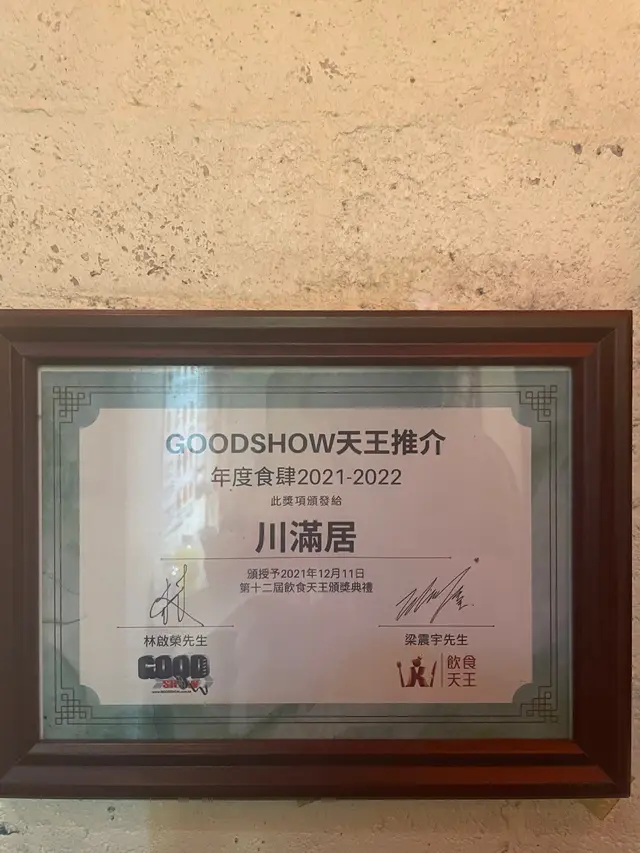 GOODSHOW天王推介
年度食肆2021-2022
此獎項頒發給
川滿居
頒授予2021年12月11日
第十二屆飲食天王頒獎典禮
林啟榮先生
梁震宇先生
GOOD
SHOW
飲食
天王